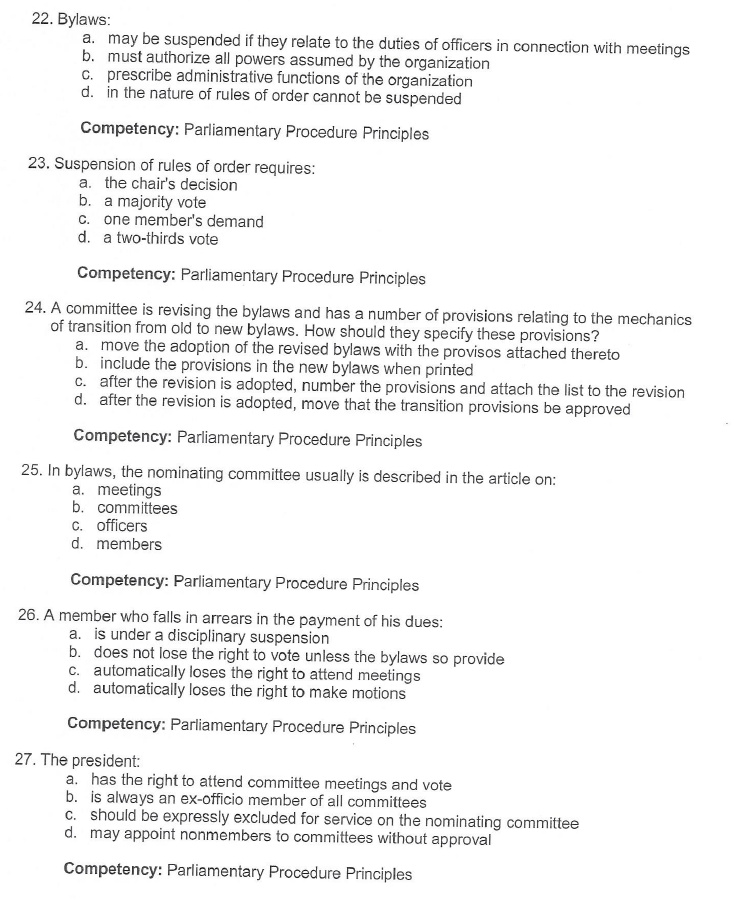 22. Bylaws:
a. may be suspended if they relate to the duties of officers in connection with meetings
b. must authorize all powers assumed by the organization
c. prescribe administrative functions of the organization
d. in the nature of rules of order cannot be suspended
Competency: Parliamentary Procedure Principles
23. Suspension of rules of order requires:
a. the chair's decision
b. a majority vote
c. one member's demand
d. a two-thirds vote
Competency: Parliamentary Procedure Principles
24. A committee is revising the bylaws and has a number of provisions relating to the mechanics
of transition from old to new bylaws. How should they specify these provisions?
a. move the adoption of the revised bylaws with the provisos attached thereto
b. include the provisions in the new bylaws when printed
c. after the revision is adopted, number the provisions and attach the list to the revision
d. after the revision is adopted, move that the transition provisions be approved
Competency: Parliamentary Procedure Principles
25. In bylaws, the nominating committee usually is described in the article on:
a. meetings
b. committees
c. officers
d. members
Competency: Parliamentary Procedure Principles
26. A member who falls in arrears in the payment of his dues:
a. is under a disciplinary suspension
b. does not lose the right to vote unless the bylaws so provide
c. automatically loses the right to attend meetings
d. automatically loses the right to make motions
Competency: Parliamentary Procedure Principles
27. The president:
a. has the right to attend committee meetings and vote
b. is always an ex-officio member of all committees
c. should be expressly excluded for service on the nominating committee
d. may appoint nonmembers to committees without approval
Competency: Parliamentary Procedure Principles